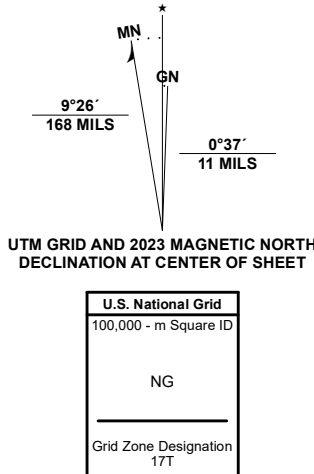 ★
MN
GN
9°26´
168 MILS
0°37´
11 MILS
UTM GRID AND 2023 MAGNETIC NORTH
DECLINATION AT CENTER OF SHEET
U.S. National Grid
100,000 - m Square ID
NG
Grid Zone Designation
17T